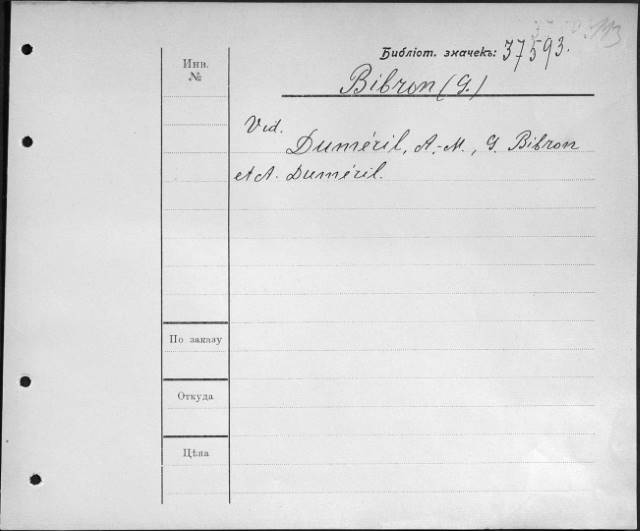 Библіот. значекъ: 37593.
Инв.
№
Bibron (G.)
Vid.
Duméril, A.-M., G. Bibron
et A. Duméril.
По заказу
Откуда
Цѣна